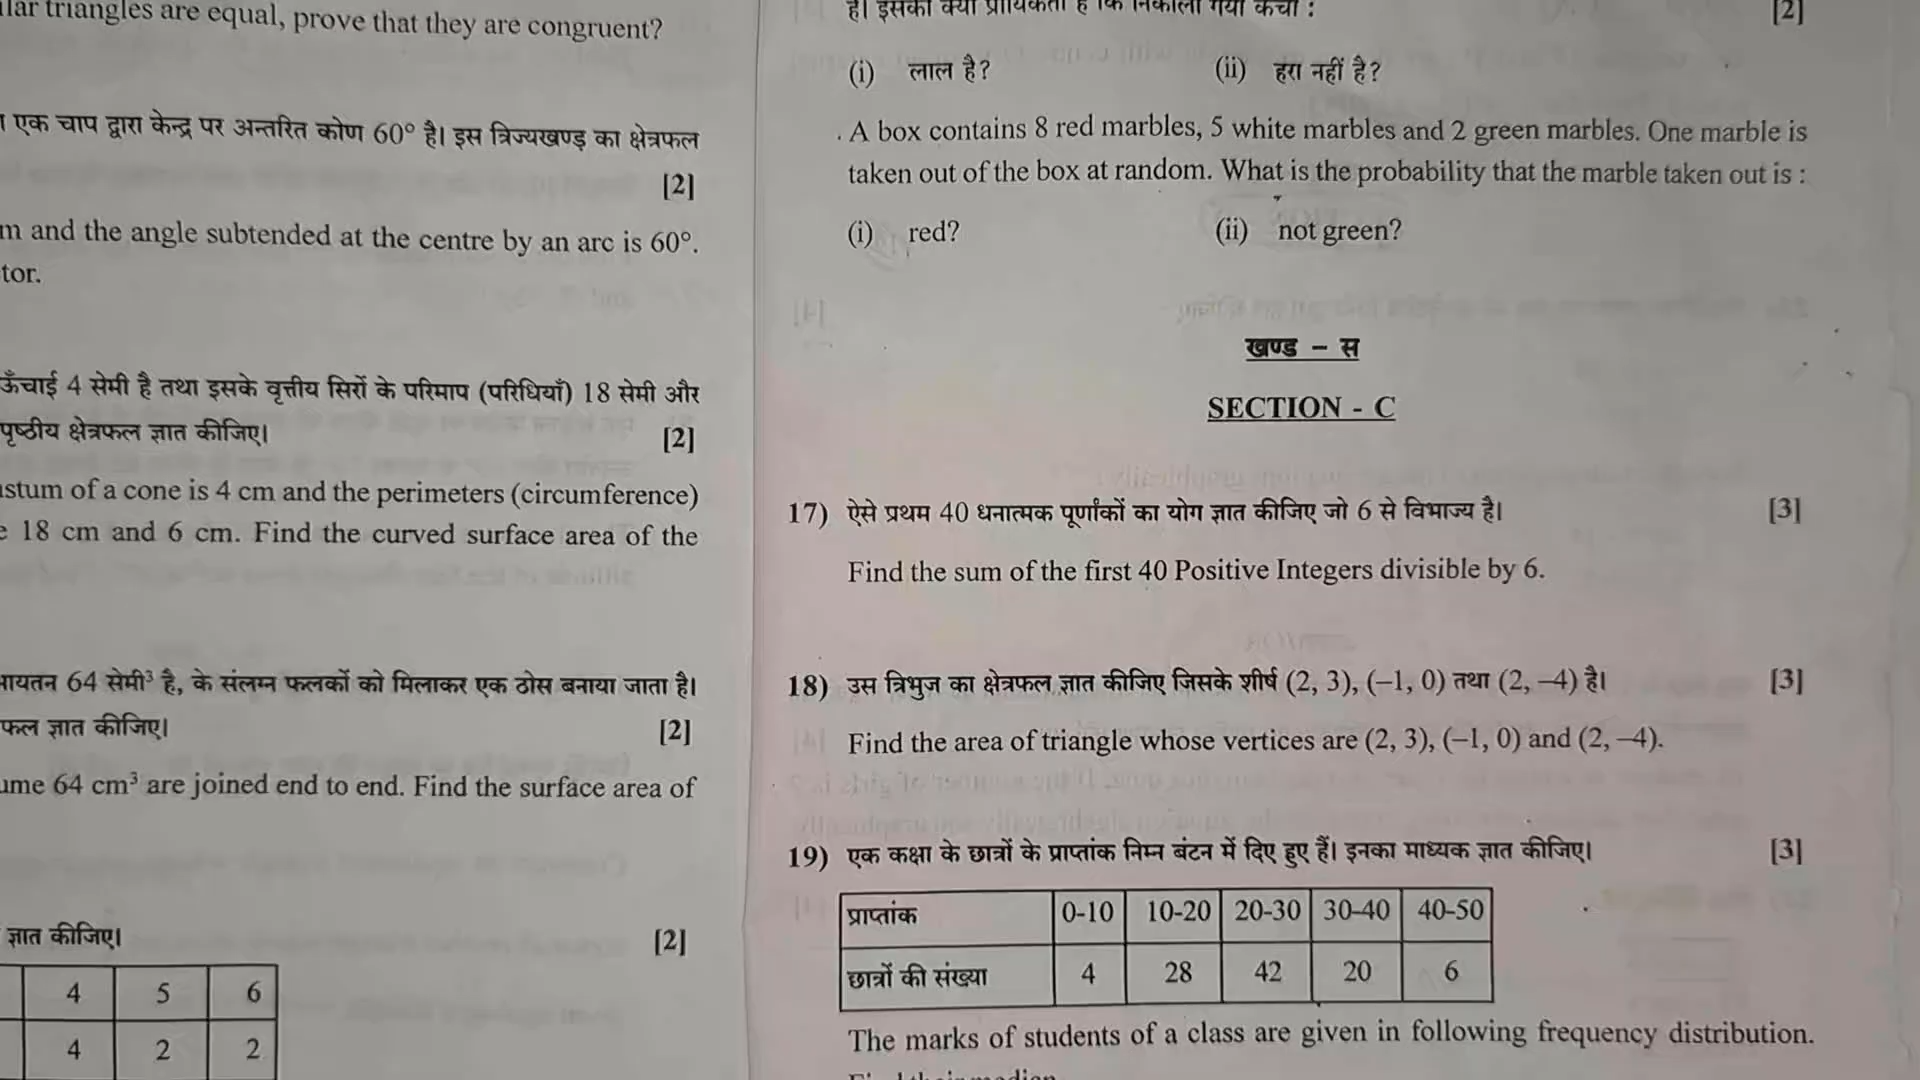 lar triangles are equal, prove that they are congruent?
एक चाप द्वारा केन्द्र पर अन्तरित कोण 60° है। इस त्रिज्यखण्ड का क्षेत्रफल
[2]
m and the angle subtended at the centre by an arc is 60°.
tor.
ऊँचाई 4 सेमी है तथा इसके वृत्तीय सिरों के परिमाप (परिधियाँ) 18 सेमी और
पृष्ठीय क्षेत्रफल ज्ञात कीजिए।
[2]
stum of a cone is 4 cm and the perimeters (circumference)
e 18 cm and 6 cm. Find the curved surface area of the
आयतन 64 सेमी³ है, के संलग्न फलकों को मिलाकर एक ठोस बनाया जाता है।
फल ज्ञात कीजिए।
[2]
ume 64 cm³ are joined end to end. Find the surface area of
ज्ञात कीजिए।
[2]
4 5 6
4 2 2
है। इसकी क्या प्रायिकता है कि निकाला गया कंचा :
[2]
(i) लाल है? (ii) हरा नहीं है?
A box contains 8 red marbles, 5 white marbles and 2 green marbles. One marble is
taken out of the box at random. What is the probability that the marble taken out is :
(i) red? (ii) not green?
खण्ड - स
SECTION - C
17) ऐसे प्रथम 40 धनात्मक पूर्णांकों का योग ज्ञात कीजिए जो 6 से विभाज्य है। [3]
Find the sum of the first 40 Positive Integers divisible by 6.
18) उस त्रिभुज का क्षेत्रफल ज्ञात कीजिए जिसके शीर्ष (2, 3), (−1, 0) तथा (2, −4) है। [3]
Find the area of triangle whose vertices are (2, 3), (−1, 0) and (2, −4).
19) एक कक्षा के छात्रों के प्राप्तांक निम्न बंटन में दिए हुए हैं। इनका माध्यक ज्ञात कीजिए। [3]
प्राप्तांक 0-10 10-20 20-30 30-40 40-50
छात्रों की संख्या 4 28 42 20 6
The marks of students of a class are given in following frequency distribution.